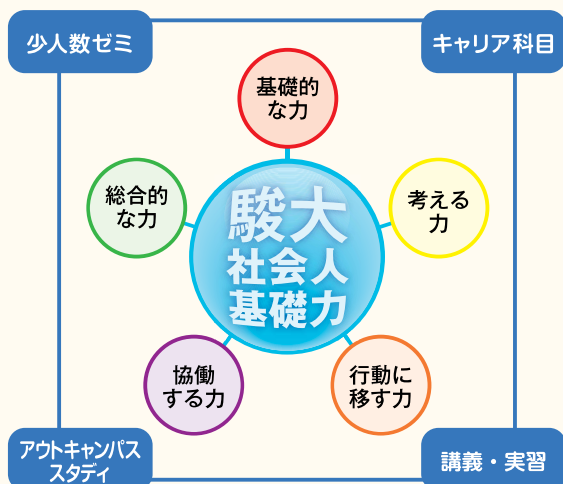 少人数ゼミ
キャリア科目
基礎的
な力
総合的
な力
考える
力
駿大
社会人
基礎力
協働
する力
行動に
移す力
アウトキャンパス
スタディ
講義・実習